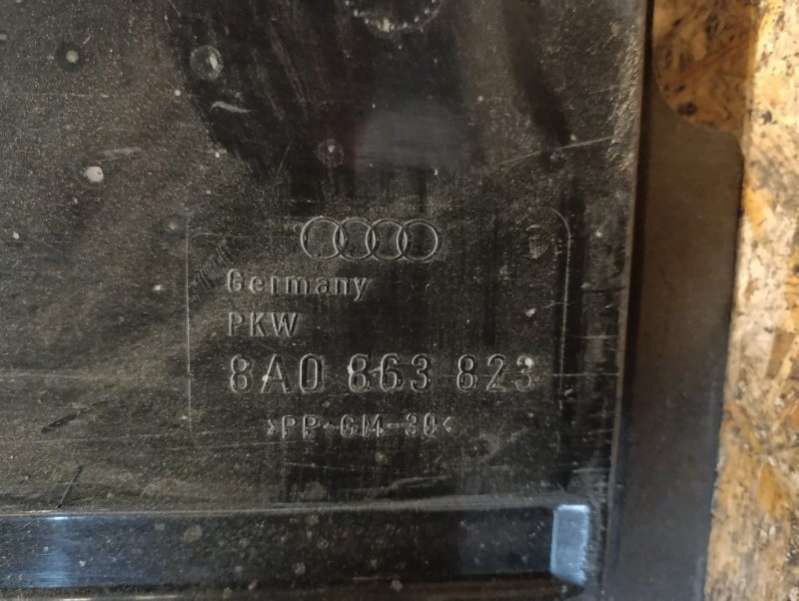 Germany
PKW
8A0 863 823
>PP-GM-30<